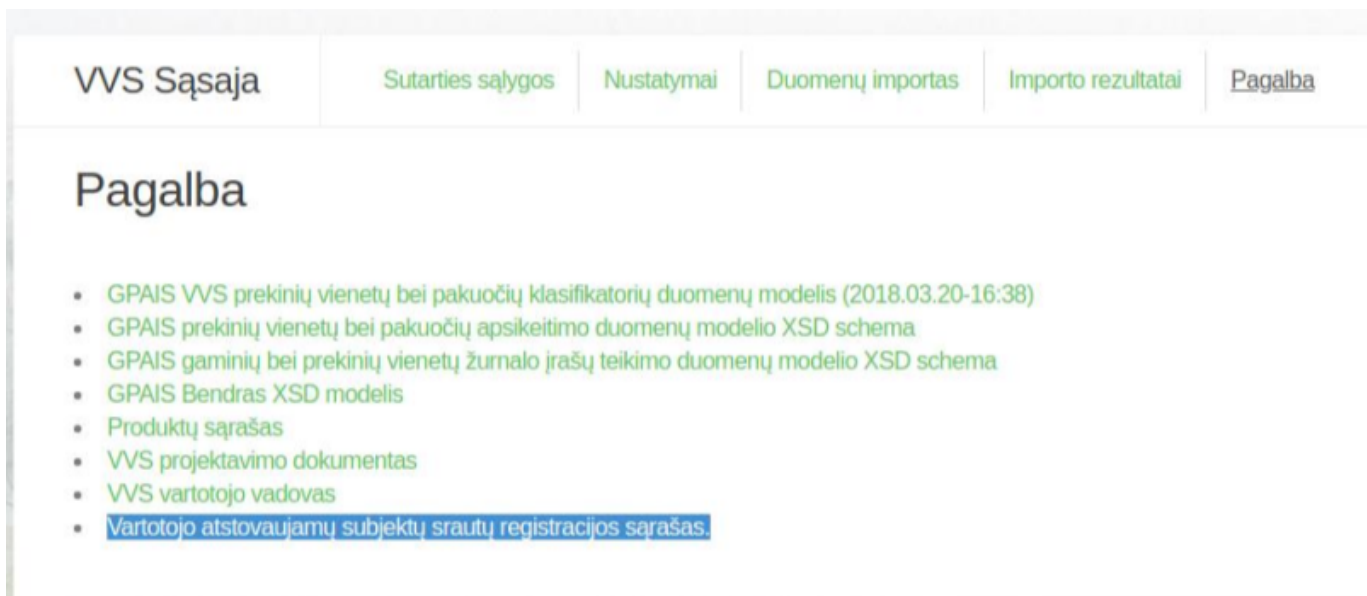 VVS Sąsaja Sutarties sąlygos Nustatymai Duomenų importas Importo rezultatai Pagalba
Pagalba
GPAIS VVS prekinių vienetų bei pakuočių klasifikatorių duomenų modelis (2018.03.20-16:38)
GPAIS prekinių vienetų bei pakuočių apsikeitimo duomenų modelio XSD schema
GPAIS gaminių bei prekinių vienetų žurnalo įrašų teikimo duomenų modelio XSD schema
GPAIS Bendras XSD modelis
Produktų sąrašas
VVS projektavimo dokumentas
VVS vartotojo vadovas
Vartotojo atstovaujamų subjektų srautų registracijos sąrašas.